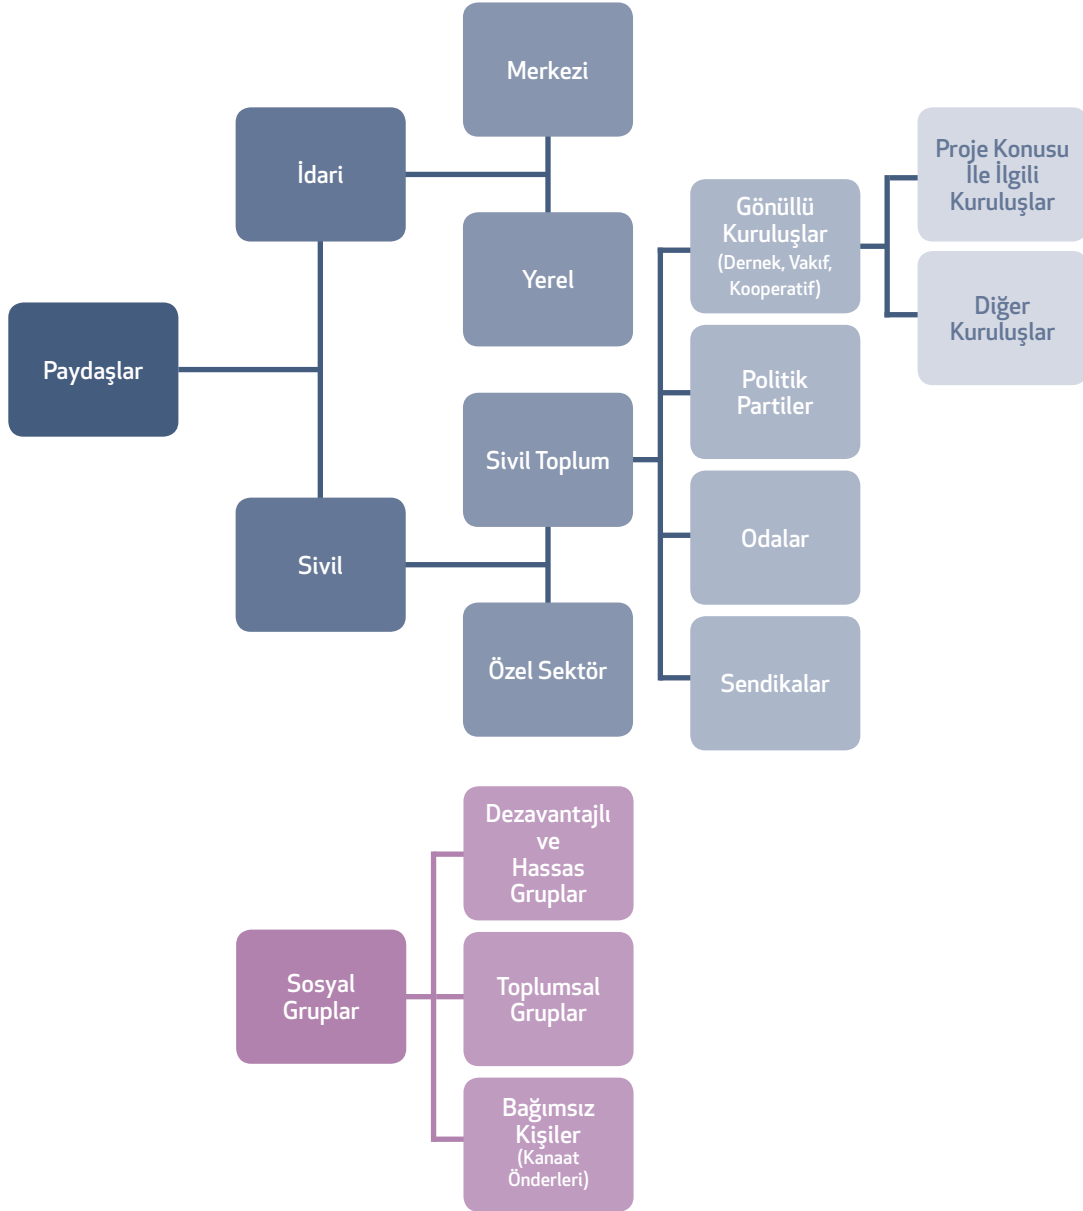 Paydaşlar
İdari
Merkezi
Yerel
Sivil
Sivil Toplum
Gönüllü
Kuruluşlar
(Dernek, Vakıf,
Kooperatif)
Proje Konusu
İle İlgili
Kuruluşlar
Diğer
Kuruluşlar
Politik
Partiler
Odalar
Sendikalar
Özel Sektör
Sosyal
Gruplar
Dezavantajlı
ve
Hassas
Gruplar
Toplumsal
Gruplar
Bağımsız
Kişiler
(Kanaat
Önderleri)